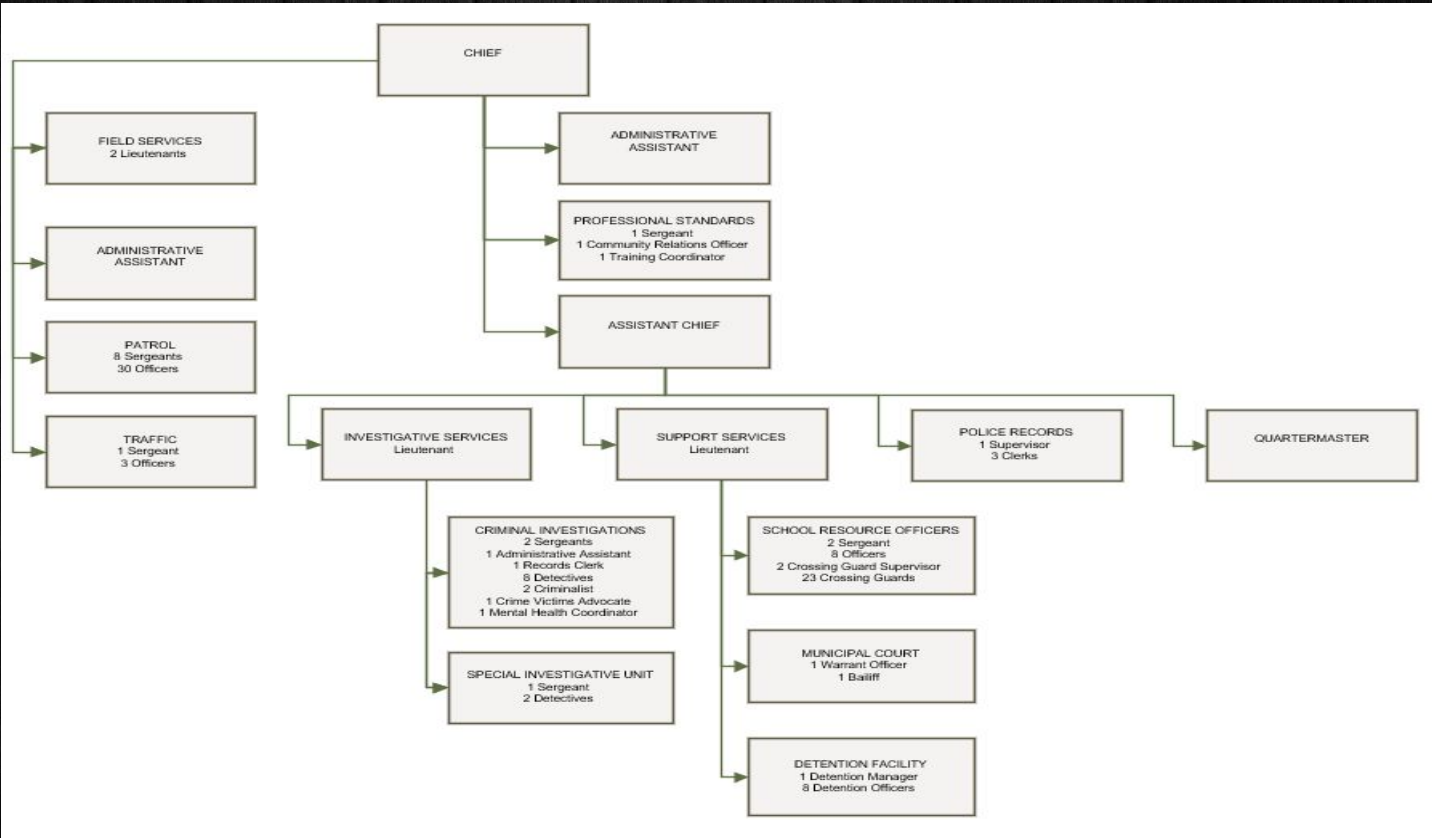 CHIEF
FIELD SERVICES
2 Lieutenants
ADMINISTRATIVE
ASSISTANT
PATROL
8 Sergeants
30 Officers
TRAFFIC
1 Sergeant
3 Officers
ADMINISTRATIVE
ASSISTANT
PROFESSIONAL STANDARDS
1 Sergeant
1 Community Relations Officer
1 Training Coordinator
ASSISTANT CHIEF
INVESTIGATIVE SERVICES
Lieutenant
SUPPORT SERVICES
Lieutenant
POLICE RECORDS
1 Supervisor
3 Clerks
QUARTERMASTER
CRIMINAL INVESTIGATIONS
2 Sergeants
1 Administrative Assistant
1 Records Clerk
8 Detectives
2 Criminalist
1 Crime Victims Advocate
1 Mental Health Coordinator
SPECIAL INVESTIGATIVE UNIT
1 Sergeant
2 Detectives
SCHOOL RESOURCE OFFICERS
2 Sergeant
8 Officers
2 Crossing Guard Supervisor
23 Crossing Guards
MUNICIPAL COURT
1 Warrant Officer
1 Bailiff
DETENTION FACILITY
1 Detention Manager
8 Detention Officers